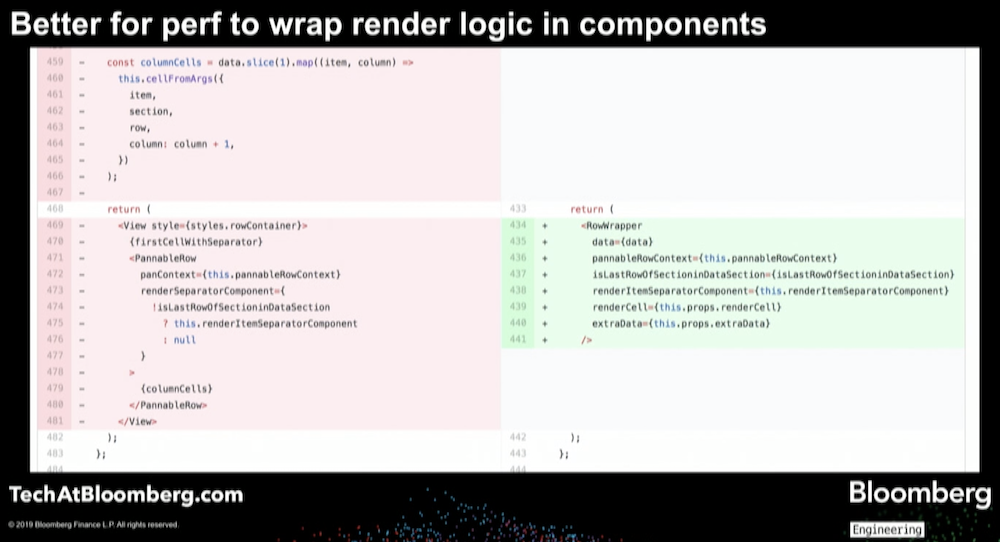 Better for perf to wrap render logic in components
459 - const columnCells = data.slice(1).map((item, column) =>
460 - this.cellFromArgs({
461 - item,
462 - section,
463 - row,
464 - column: column + 1,
465 - })
466 - );
467 -
468 return (
469 - <View style={styles.rowContainer}>
470 - {firstCellWithSeparator}
471 - <PannableRow
472 - panContext={this.pannableRowContext}
473 - renderSeparatorComponent={
474 - !isLastRowOfSectioninDataSection
475 - ? this.renderItemSeparatorComponent
476 - : null
477 - }
478 - >
479 - {columnCells}
480 - </PannableRow>
481 - </View>
482 );
483 };
484
433 return (
434 + <RowWrapper
435 + data={data}
436 + pannableRowContext={this.pannableRowContext}
437 + isLastRowOfSectioninDataSection={isLastRowOfSectioninDataSection}
438 + renderItemSeparatorComponent={this.renderItemSeparatorComponent}
439 + renderCell={this.props.renderCell}
440 + extraData={this.props.extraData}
441 + />
442 );
443 };
444
TechAtBloomberg.com
© 2019 Bloomberg Finance L.P. All rights reserved.
Bloomberg
Engineering